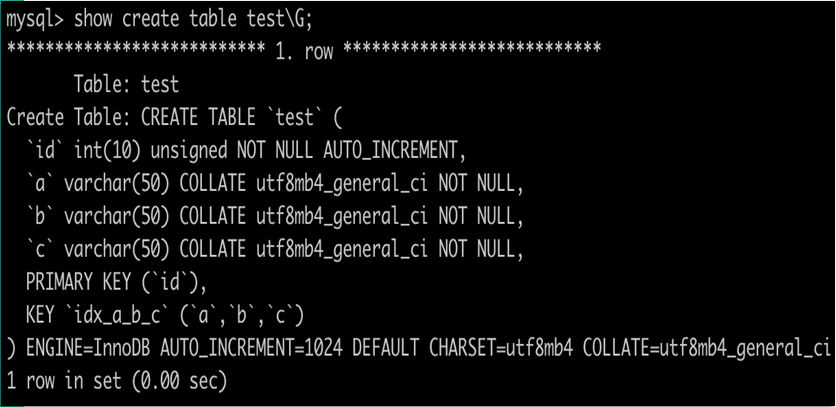 mysql> show create table test\G;
*************************** 1. row ***************************
Table: test
Create Table: CREATE TABLE `test` (
`id` int(10) unsigned NOT NULL AUTO_INCREMENT,
`a` varchar(50) COLLATE utf8mb4_general_ci NOT NULL,
`b` varchar(50) COLLATE utf8mb4_general_ci NOT NULL,
`c` varchar(50) COLLATE utf8mb4_general_ci NOT NULL,
PRIMARY KEY (`id`),
KEY `idx_a_b_c` (`a`,`b`,`c`)
) ENGINE=InnoDB AUTO_INCREMENT=1024 DEFAULT CHARSET=utf8mb4 COLLATE=utf8mb4_general_ci
1 row in set (0.00 sec)